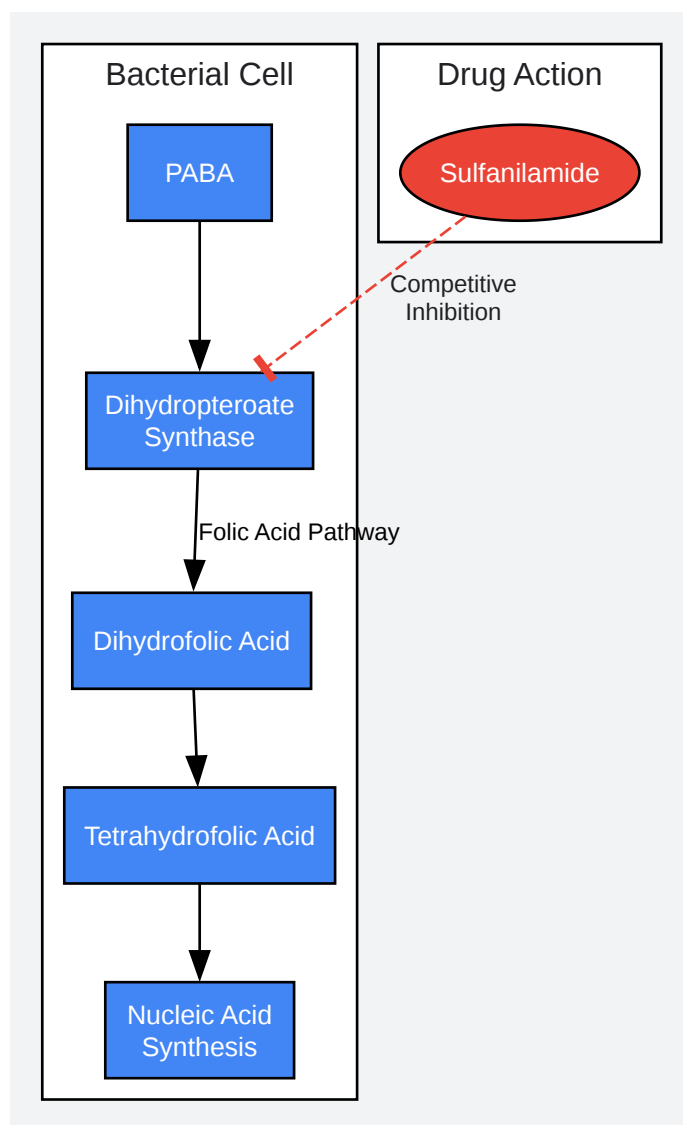 Bacterial Cell
Drug Action
PABA
Sulfanilamide
Competitive
Inhibition
Dihydropteroate
Synthase
Folic Acid Pathway
Dihydrofolic Acid
Tetrahydrofolic Acid
Nucleic Acid
Synthesis